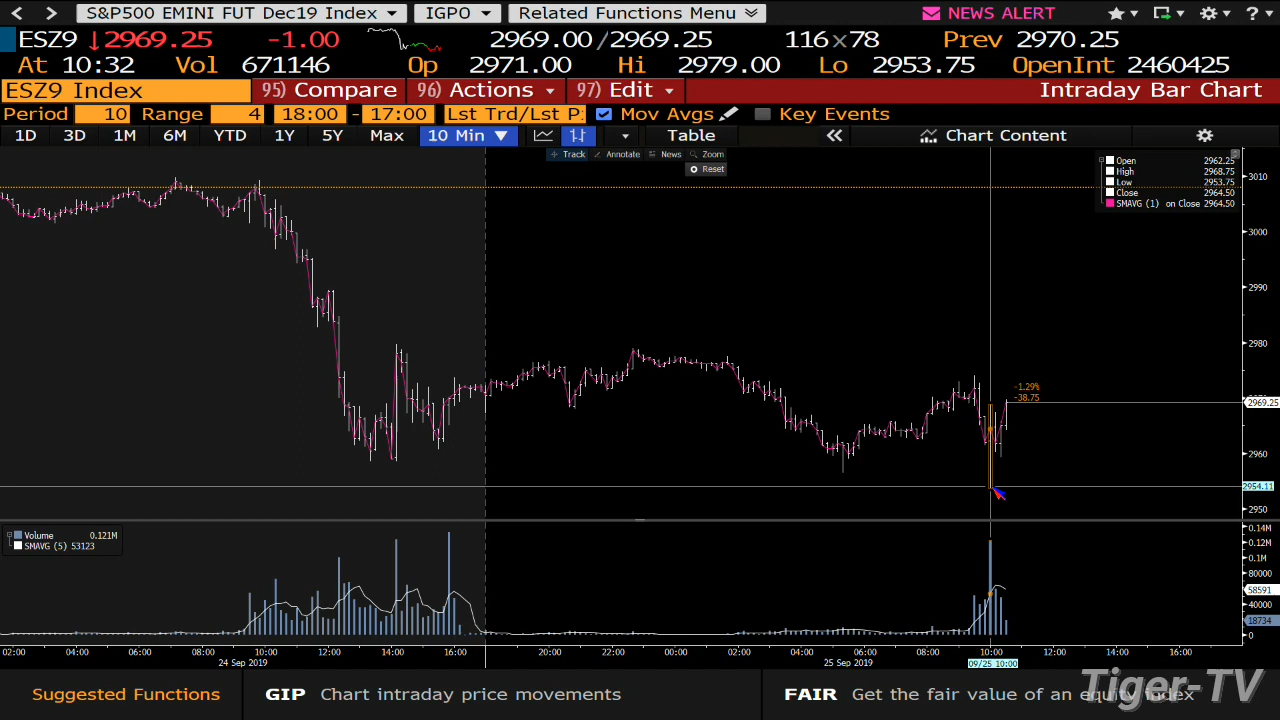 S&P500 EMINI FUT Dec19 Index IGPO Related Functions Menu NEWS ALERT ?
ESZ9 ↓2969.25 -1.00 2969.00/2969.25 116x78 Prev 2970.25
At 10:32 Vol 671146 Op 2971.00 Hi 2979.00 Lo 2953.75 OpenInt 2460425
ESZ9 Index 95) Compare 96) Actions 97) Edit Intraday Bar Chart
Period 10 Range 4 18:00 - 17:00 Lst Trd/Lst P: Mov Avgs Key Events
1D 3D 1M 6M YTD 1Y 5Y Max 10 Min Table Chart Content
Track Annotate News Zoom
Reset
Open 2962.25
High 2968.75
Low 2953.75
Close 2964.50
SMAVG (1) on Close 2964.50
3010
3000
2990
2980
-1.29%
-38.75
2969.25
2960
2954.11
2950
Volume 0.121M
SMAVG (5) 53123
0.14M
0.12M
0.1M
80000
58591
40000
18734
0
02:00 04:00 06:00 08:00 10:00 12:00 14:00 16:00 20:00 22:00 00:00 02:00 04:00 06:00 08:00 10:00 12:00 14:00 16:00
24 Sep 2019 25 Sep 2019 09/25 10:00
Suggested Functions GIP Chart intraday price movements FAIR Get the fair value of an equity index
Tiger-TV